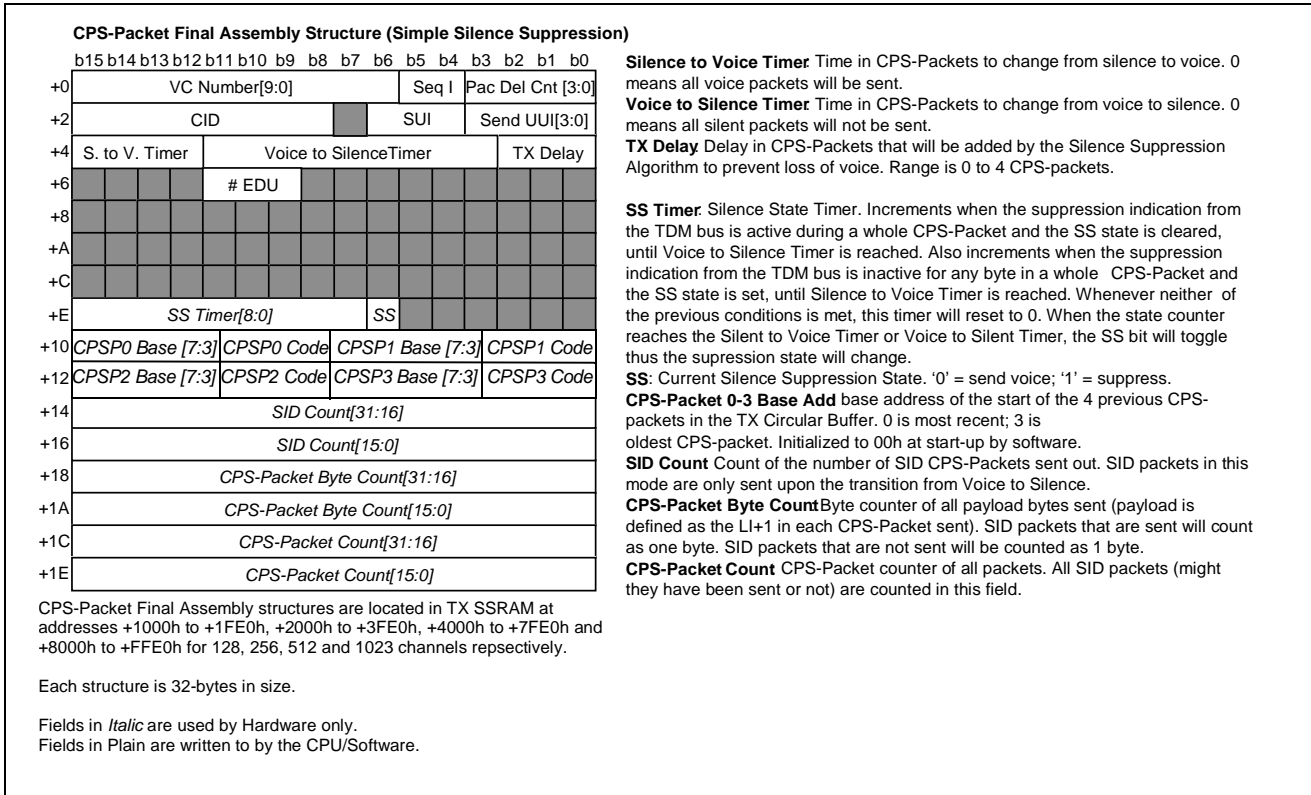 CPS-Packet Final Assembly Structure (Simple Silence Suppression)
b15 b14 b13 b12 b11 b10 b9 b8 b7 b6 b5 b4 b3 b2 b1 b0
+0 VC Number[9:0] Seq I Pac Del Cnt [3:0]
+2 CID SUI Send UUI[3:0]
+4 S. to V. Timer Voice to SilenceTimer TX Delay
+6 # EDU
+8
+A
+C
+E SS Timer[8:0] SS
+10 CPSP0 Base [7:3] CPSP0 Code CPSP1 Base [7:3] CPSP1 Code
+12 CPSP2 Base [7:3] CPSP2 Code CPSP3 Base [7:3] CPSP3 Code
+14 SID Count[31:16]
+16 SID Count[15:0]
+18 CPS-Packet Byte Count[31:16]
+1A CPS-Packet Byte Count[15:0]
+1C CPS-Packet Count[31:16]
+1E CPS-Packet Count[15:0]
CPS-Packet Final Assembly structures are located in TX SSRAM at
addresses +1000h to +1FE0h, +2000h to +3FE0h, +4000h to +7FE0h and
+8000h to +FFE0h for 128, 256, 512 and 1023 channels repsectively.
Each structure is 32-bytes in size.
Fields in Italic are used by Hardware only.
Fields in Plain are written to by the CPU/Software.
Silence to Voice Timer: Time in CPS-Packets to change from silence to voice. 0
means all voice packets will be sent.
Voice to Silence Timer: Time in CPS-Packets to change from voice to silence. 0
means all silent packets will not be sent.
TX Delay: Delay in CPS-Packets that will be added by the Silence Suppression
Algorithm to prevent loss of voice. Range is 0 to 4 CPS-packets.
SS Timer: Silence State Timer. Increments when the suppression indication from
the TDM bus is active during a whole CPS-Packet and the SS state is cleared,
until Voice to Silence Timer is reached. Also increments when the suppression
indication from the TDM bus is inactive for any byte in a whole CPS-Packet and
the SS state is set, until Silence to Voice Timer is reached. Whenever neither of
the previous conditions is met, this timer will reset to 0. When the state counter
reaches the Silent to Voice Timer or Voice to Silent Timer, the SS bit will toggle
thus the supression state will change.
SS: Current Silence Suppression State. ‘0’ = send voice; ‘1’ = suppress.
CPS-Packet 0-3 Base Add base address of the start of the 4 previous CPS-
packets in the TX Circular Buffer. 0 is most recent; 3 is
oldest CPS-packet. Initialized to 00h at start-up by software.
SID Count: Count of the number of SID CPS-Packets sent out. SID packets in this
mode are only sent upon the transition from Voice to Silence.
CPS-Packet Byte Count: Byte counter of all payload bytes sent (payload is
defined as the LI+1 in each CPS-Packet sent). SID packets that are sent will count
as one byte. SID packets that are not sent will be counted as 1 byte.
CPS-Packet Count: CPS-Packet counter of all packets. All SID packets (might
they have been sent or not) are counted in this field.